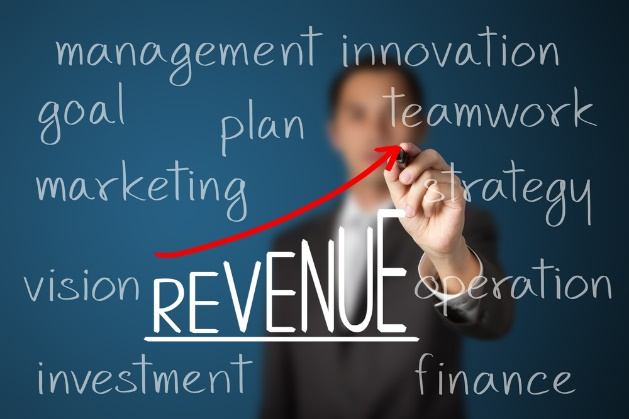 management innovation
goal plan teamwork
marketing strategy
vision REVENUE operation
investment finance